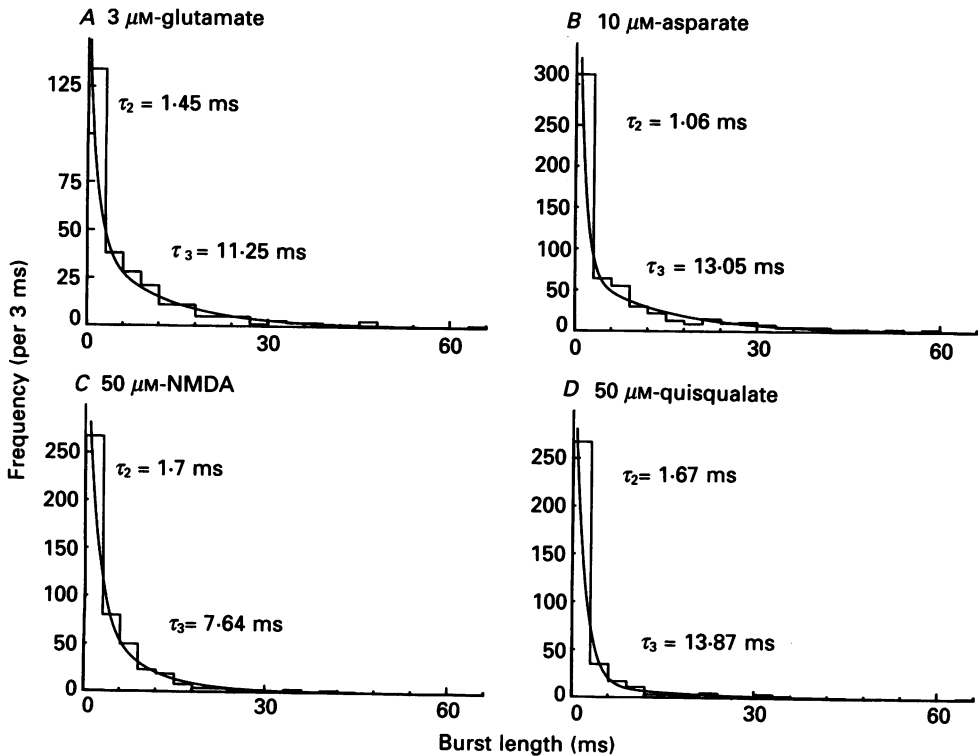 A 3 μM-glutamate
125
75
50
25
0
τ2 = 1·45 ms
τ3 = 11·25 ms
0 30 60
B 10 μM-asparate
300
250
200
150
100
50
0
τ2 = 1·06 ms
τ3 = 13·05 ms
0 30 60
C 50 μM-NMDA
250
200
150
100
50
0
τ2 = 1·7 ms
τ3= 7·64 ms
0 30 60
D 50 μM-quisqualate
250
200
150
100
50
0
τ2= 1·67 ms
τ3 = 13·87 ms
0 30 60
Frequency (per 3 ms)
Burst length (ms)